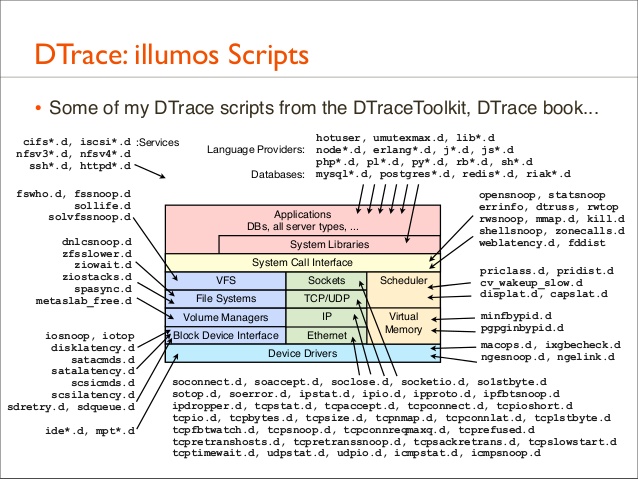 DTrace: illumos Scripts
• Some of my DTrace scripts from the DTraceToolkit, DTrace book...
cifs*.d, iscsi*.d :Services
nfsv3*.d, nfsv4*.d
ssh*.d, httpd*.d
hotuser, umutexmax.d, lib*.d
Language Providers: node*.d, erlang*.d, j*.d, js*.d
php*.d, pl*.d, py*.d, rb*.d, sh*.d
Databases: mysql*.d, postgres*.d, redis*.d, riak*.d
fswho.d, fssnoop.d
sollife.d
solvfssnoop.d
dnlcsnoop.d
zfsslower.d
ziowait.d
ziostacks.d
spasync.d
metaslab_free.d
iosnoop, iotop
disklatency.d
satacmds.d
satalatency.d
scsicmds.d
scsilatency.d
sdretry.d, sdqueue.d
ide*.d, mpt*.d
Applications
DBs, all server types, ...
System Libraries
System Call Interface
VFS
Sockets
Scheduler
File Systems
TCP/UDP
Volume Managers
IP
Virtual
Memory
Block Device Interface
Ethernet
Device Drivers
opensnoop, statsnoop
errinfo, dtruss, rwtop
rwsnoop, mmap.d, kill.d
shellsnoop, zonecalls.d
weblatency.d, fddist
priclass.d, pridist.d
cv_wakeup_slow.d
displat.d, capslat.d
minfbypid.d
pgpginbypid.d
macops.d, ixgbecheck.d
ngesnoop.d, ngelink.d
soconnect.d, soaccept.d, soclose.d, socketio.d, so1stbyte.d
sotop.d, soerror.d, ipstat.d, ipio.d, ipproto.d, ipfbtsnoop.d
ipdropper.d, tcpstat.d, tcpaccept.d, tcpconnect.d, tcpioshort.d
tcpio.d, tcpbytes.d, tcpsize.d, tcpnmap.d, tcpconnlat.d, tcp1stbyte.d
tcpfbtwatch.d, tcpsnoop.d, tcpconnreqmaxq.d, tcprefused.d
tcpretranshosts.d, tcpretranssnoop.d, tcpsackretrans.d, tcpslowstart.d
tcptimewait.d, udpstat.d, udpio.d, icmpstat.d, icmpsnoop.d